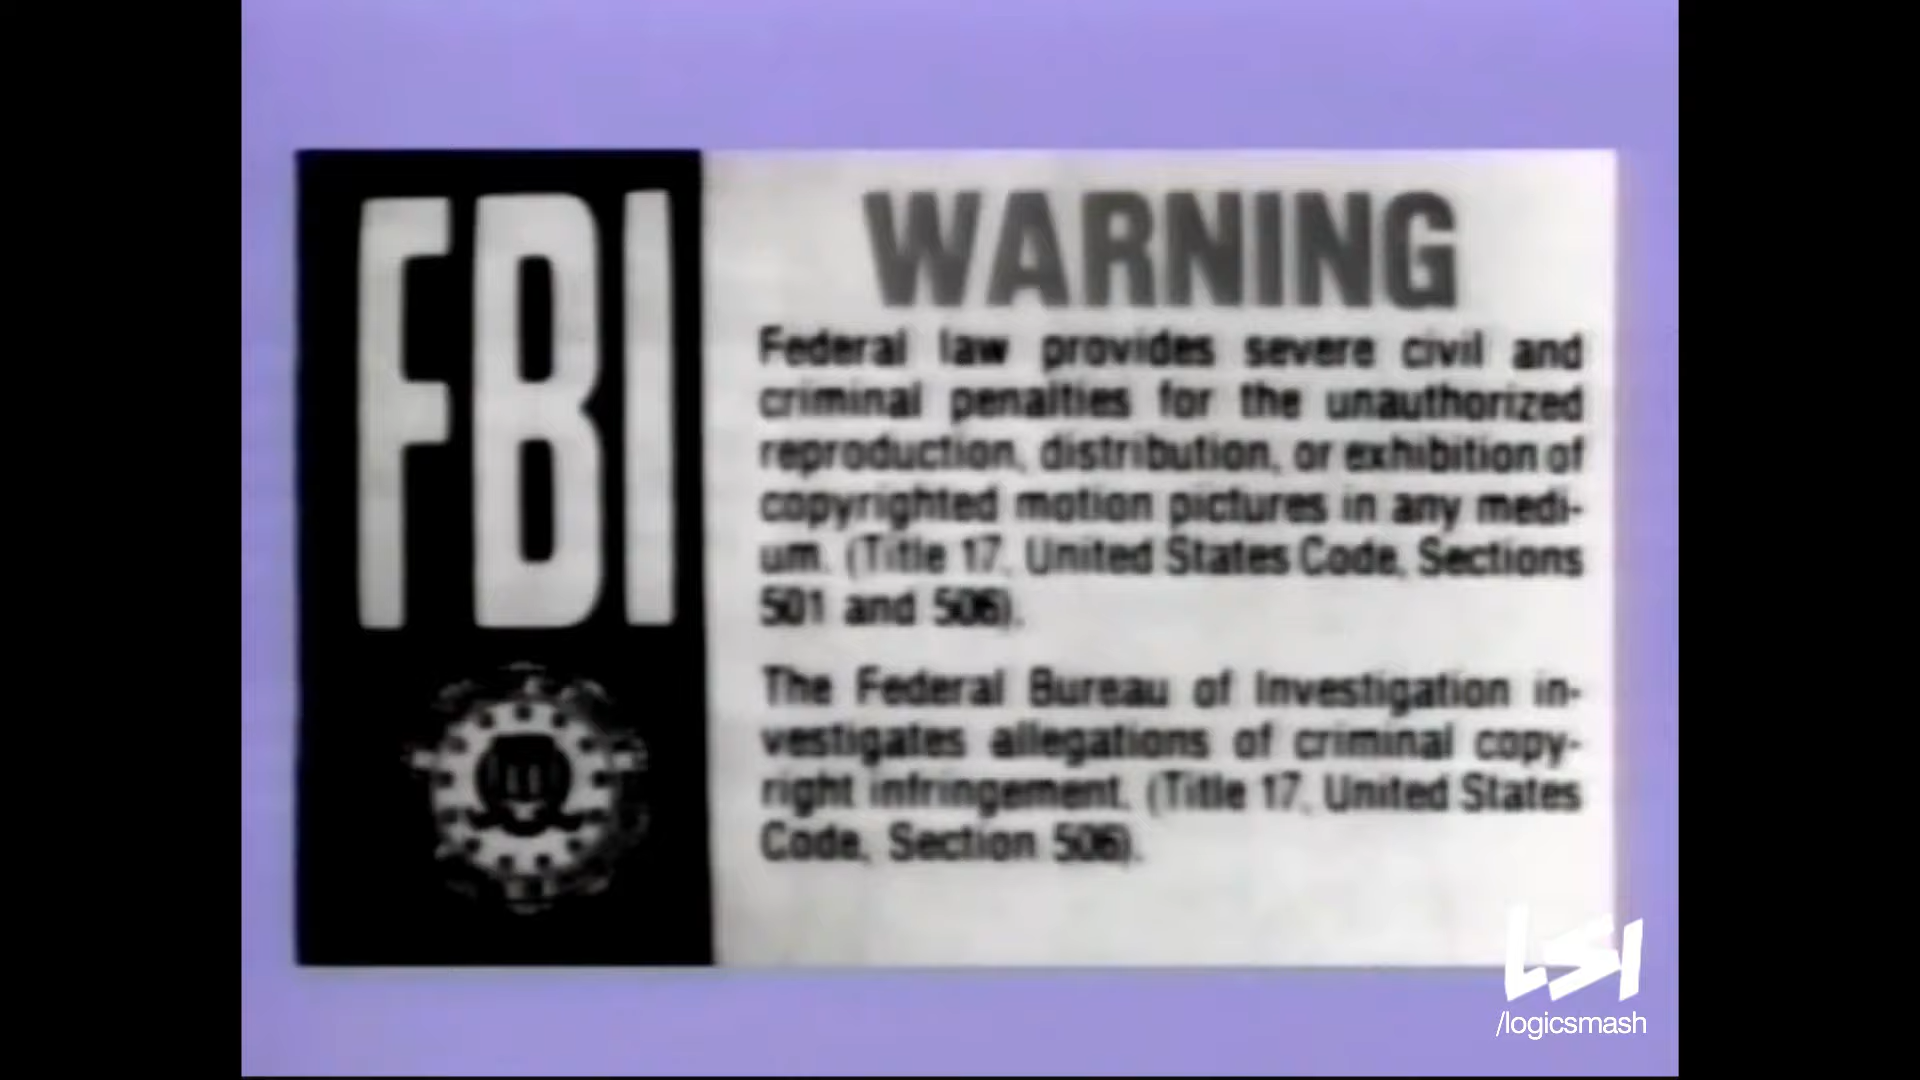 FBI
WARNING
Federal law provides severe civil and
criminal penalties for the unauthorized
reproduction, distribution, or exhibition of
copyrighted motion pictures in any medi-
um. (Title 17, United States Code, Sections
501 and 506).
The Federal Bureau of Investigation in-
vestigates allegations of criminal copy-
right infringement. (Title 17, United States
Code, Section 506).
LSI
/logicsmash